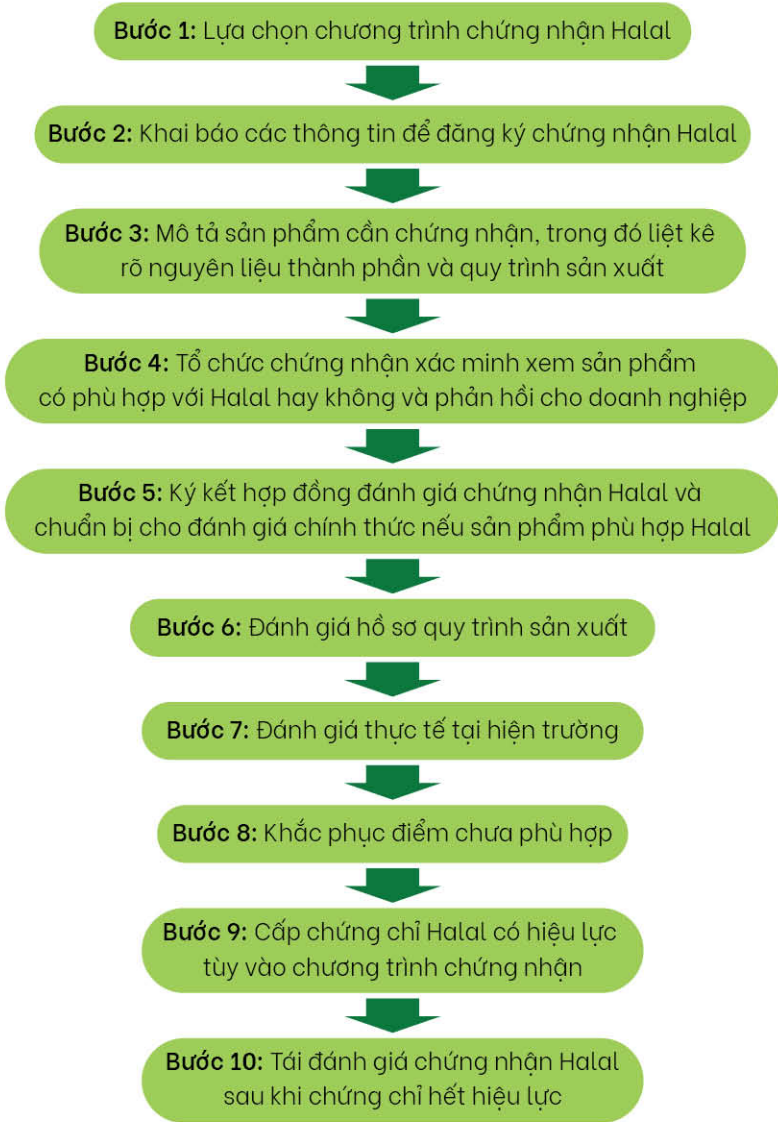 Bước 1: Lựa chọn chương trình chứng nhận Halal
Bước 2: Khai báo các thông tin để đăng ký chứng nhận Halal
Bước 3: Mô tả sản phẩm cần chứng nhận, trong đó liệt kê
rõ nguyên liệu thành phần và quy trình sản xuất
Bước 4: Tổ chức chứng nhận xác minh xem sản phẩm
có phù hợp với Halal hay không và phản hồi cho doanh nghiệp
Bước 5: Ký kết hợp đồng đánh giá chứng nhận Halal và
chuẩn bị cho đánh giá chính thức nếu sản phẩm phù hợp Halal
Bước 6: Đánh giá hồ sơ quy trình sản xuất
Bước 7: Đánh giá thực tế tại hiện trường
Bước 8: Khắc phục điểm chưa phù hợp
Bước 9: Cấp chứng chỉ Halal có hiệu lực
tùy vào chương trình chứng nhận
Bước 10: Tái đánh giá chứng nhận Halal
sau khi chứng chỉ hết hiệu lực